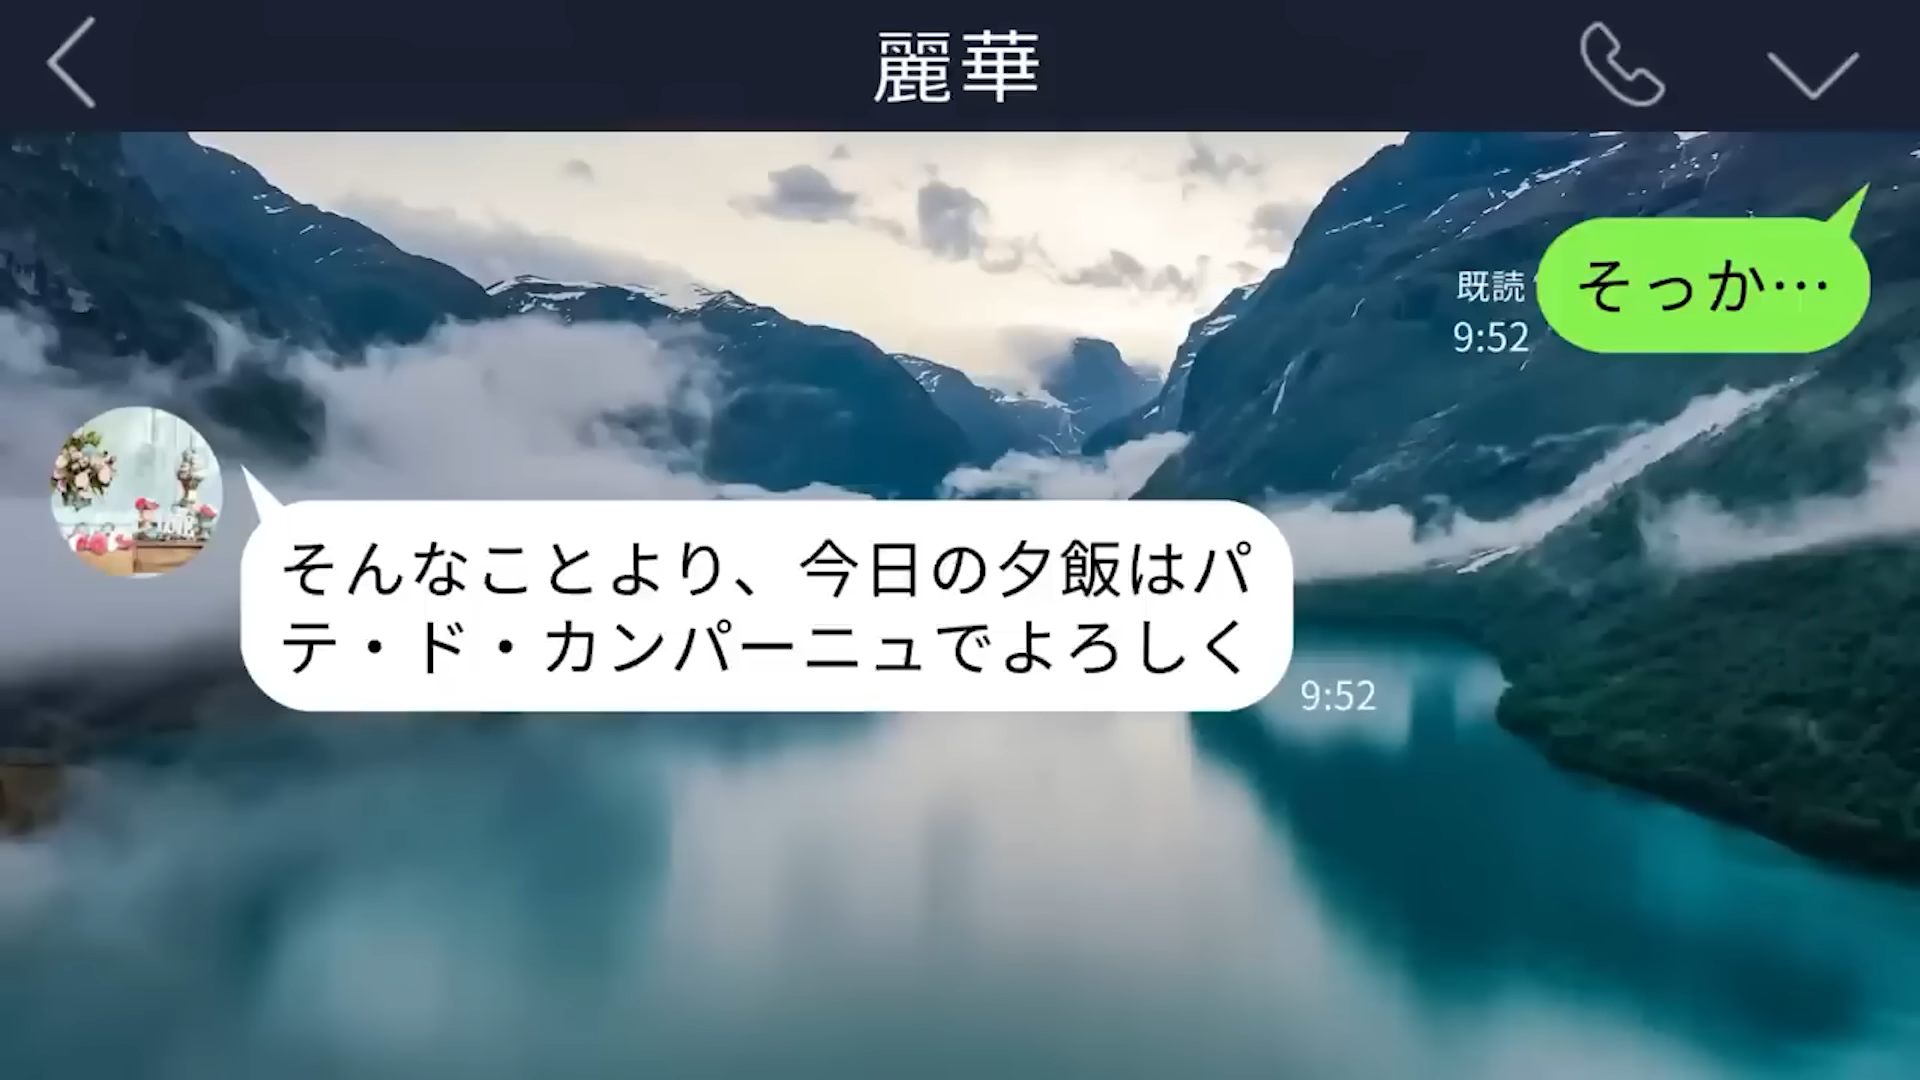 麗華
そっか…
既読
9:52
そんなことより、今日の夕飯はパ
テ・ド・カンパーニュでよろしく
9:52